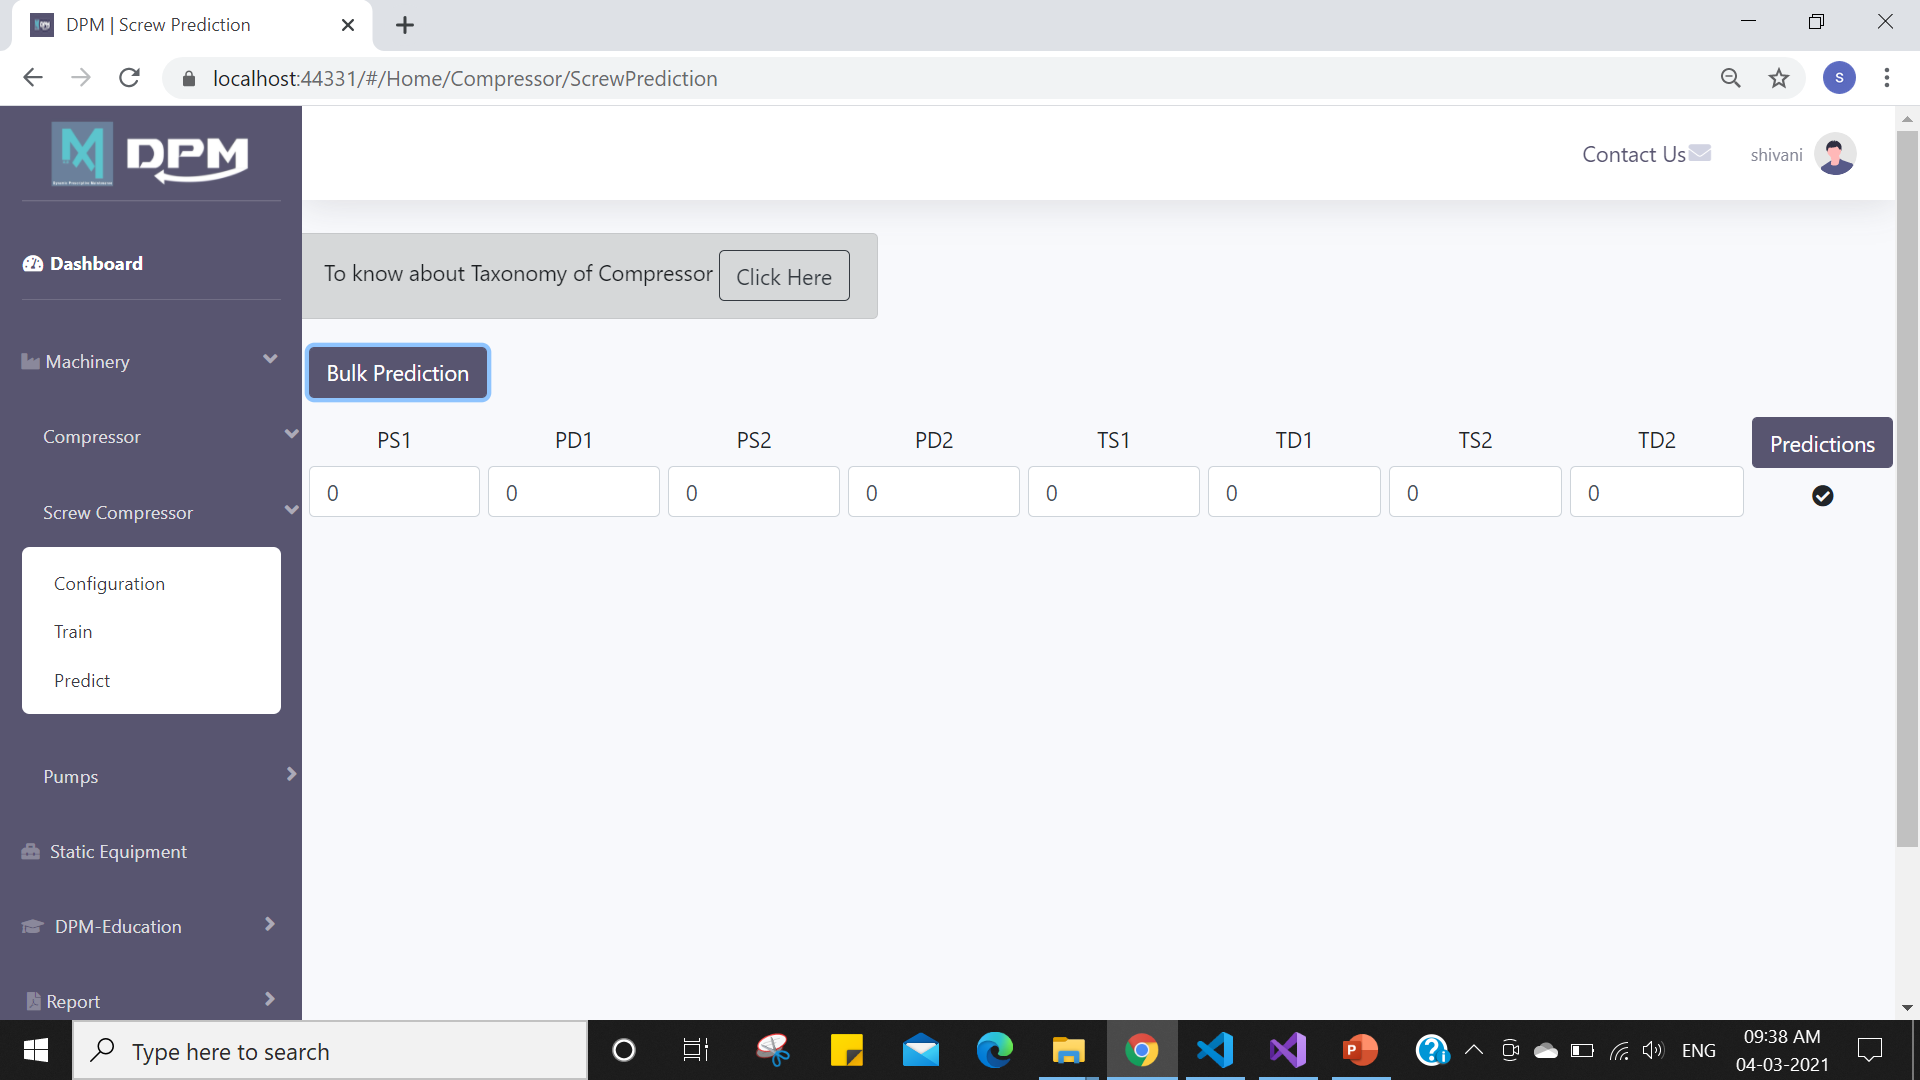 DPM | Screw Prediction
localhost:44331/#/Home/Compressor/ScrewPrediction
S
DPM
Contact Us
shivani
Dashboard
To know about Taxonomy of Compressor Click Here
Machinery
Bulk Prediction
Compressor
PS1 PD1 PS2 PD2 TS1 TD1 TS2 TD2 Predictions
0 0 0 0 0 0 0 0
Screw Compressor
Configuration
Train
Predict
Pumps
Static Equipment
DPM-Education
Report
Type here to search
ENG
09:38 AM
04-03-2021